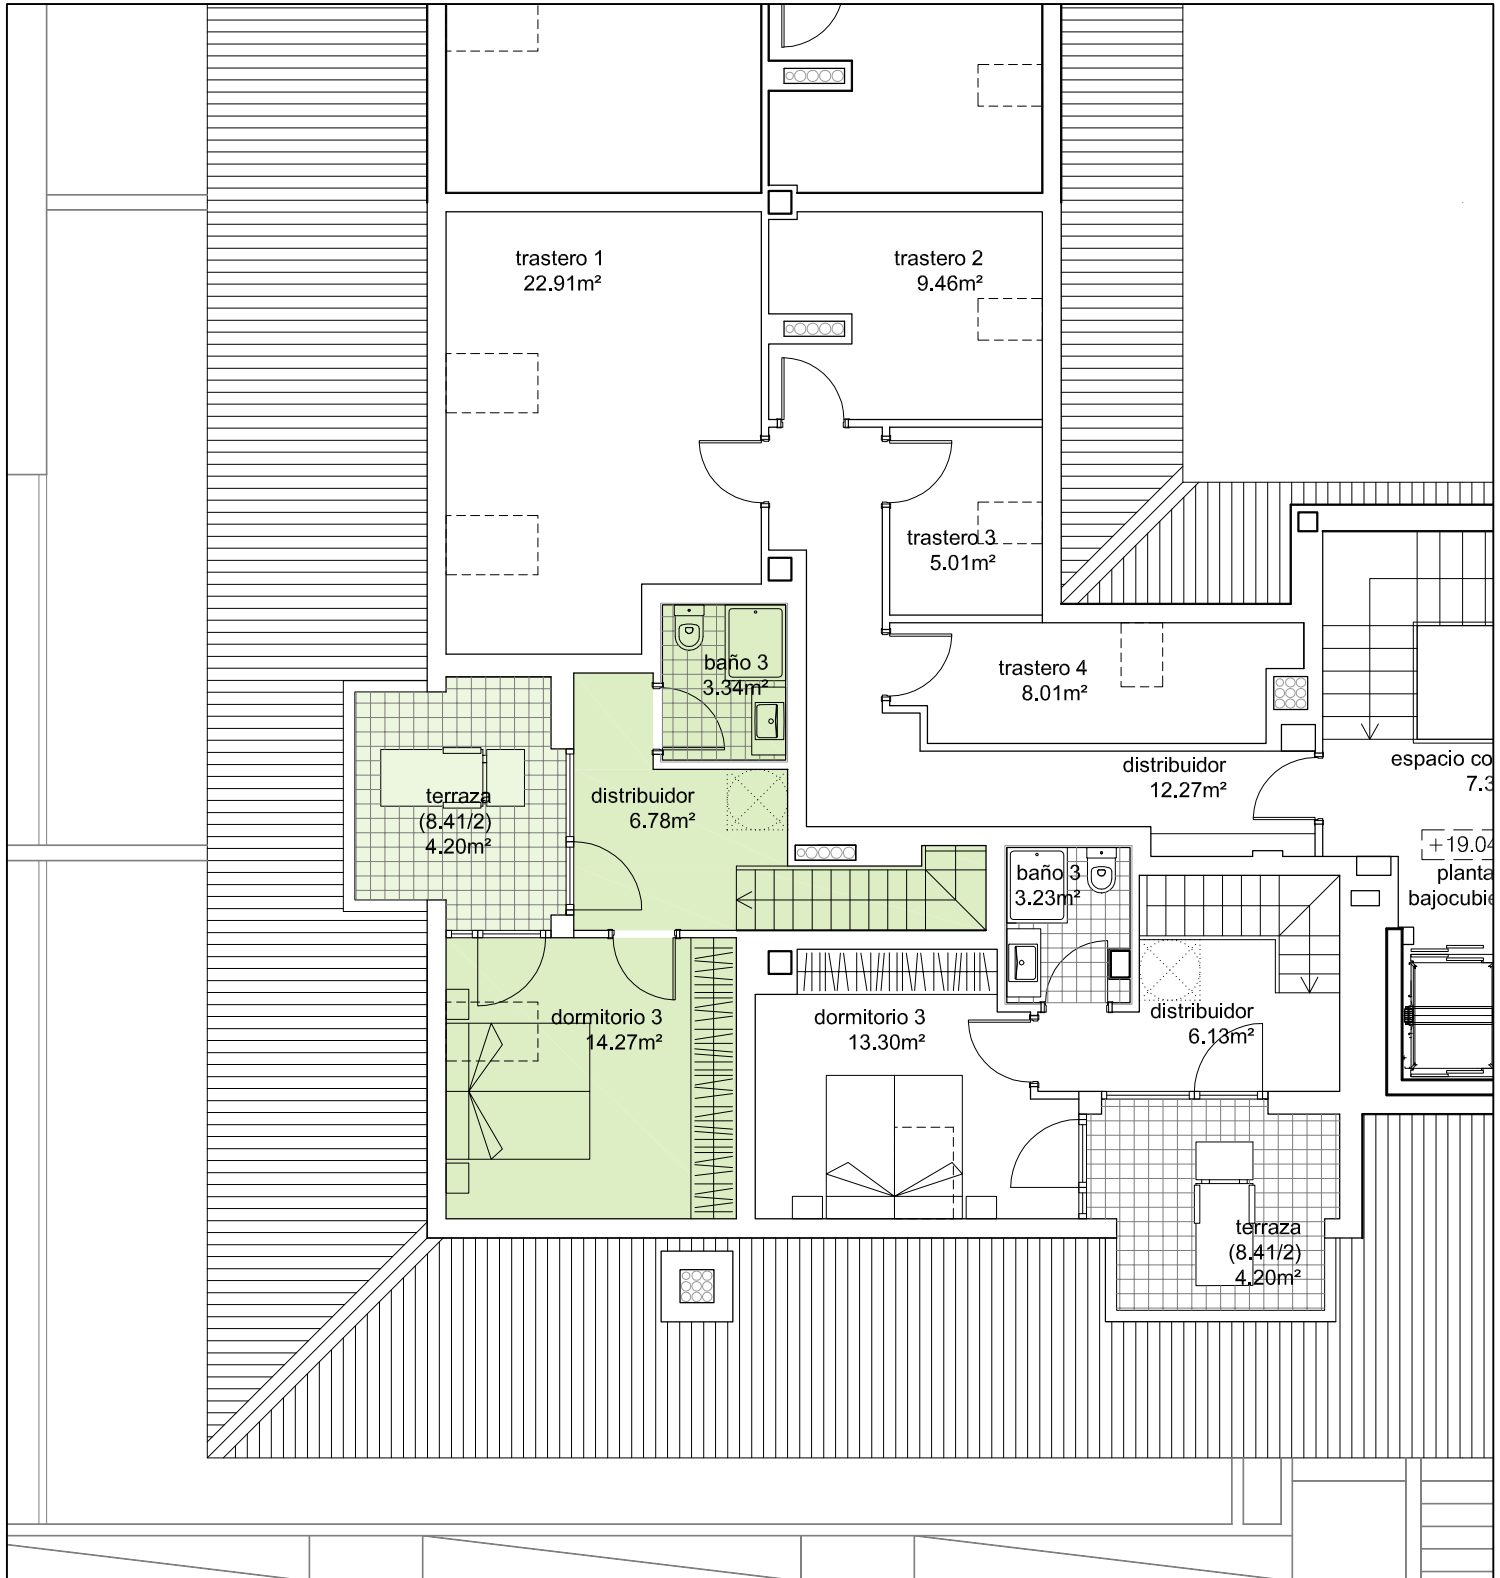 trastero 1
22.91m²
trastero 2
9.46m²
trastero 3
5.01m²
baño 3
3.34m²
trastero 4
8.01m²
distribuidor
12.27m²
espacio co
7.3
terraza
(8.41/2)
4.20m²
distribuidor
6.78m²
+19.04
planta
bajocubie
baño 3
3.23m²
dormitorio 3
14.27m²
dormitorio 3
13.30m²
distribuidor
6.13m²
terraza
(8.41/2)
4.20m²